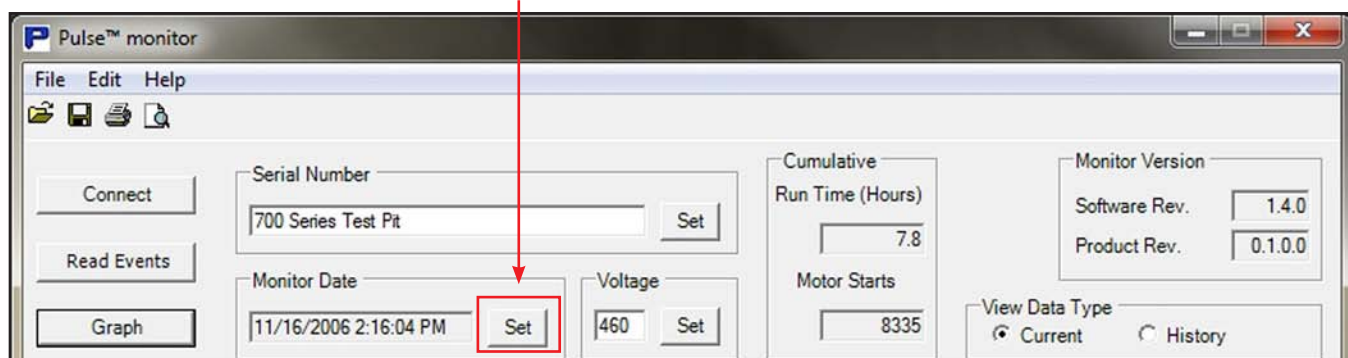 Pulse™ monitor
File Edit Help
Connect
Read Events
Graph
Serial Number
700 Series Test Pit
Set
Monitor Date
11/16/2006 2:16:04 PM
Set
Voltage
460
Set
Cumulative
Run Time (Hours)
7.8
Motor Starts
8335
Monitor Version
Software Rev. 1.4.0
Product Rev. 0.1.0.0
View Data Type
Current History